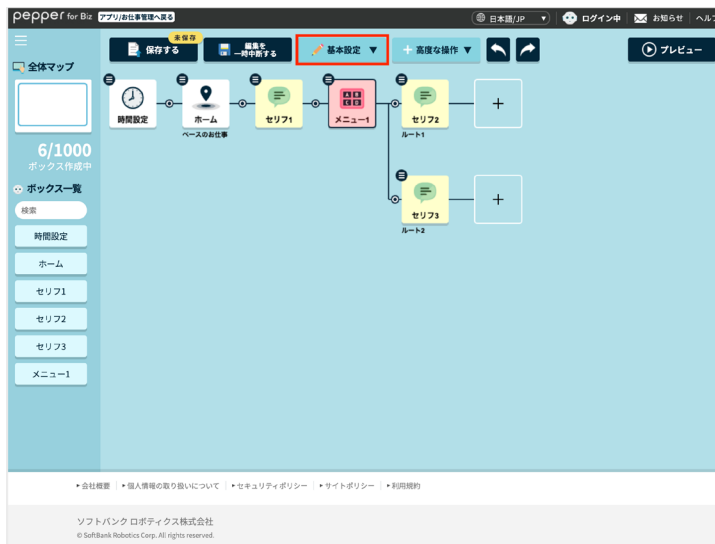 pepper for Biz アプリ/お仕事管理へ戻る 日本語/JP ▼ ログイン中 お知らせ ヘルプ
未保存
保存する 編集を一時中断する 基本設定 ▼ + 高度な操作 ▼ プレビュー
全体マップ
6/1000
ボックス作成中
ボックス一覧
検索
時間設定
ホーム
セリフ1
セリフ2
セリフ3
メニュー1
時間設定 ホーム セリフ1 メニュー1 セリフ2 +
ベースのお仕事 ルート1
セリフ3 +
ルート2
▸会社概要 ▸個人情報の取り扱いについて ▸セキュリティポリシー ▸サイトポリシー ▸利用規約
ソフトバンク ロボティクス株式会社
© SoftBank Robotics Corp. All rights reserved.